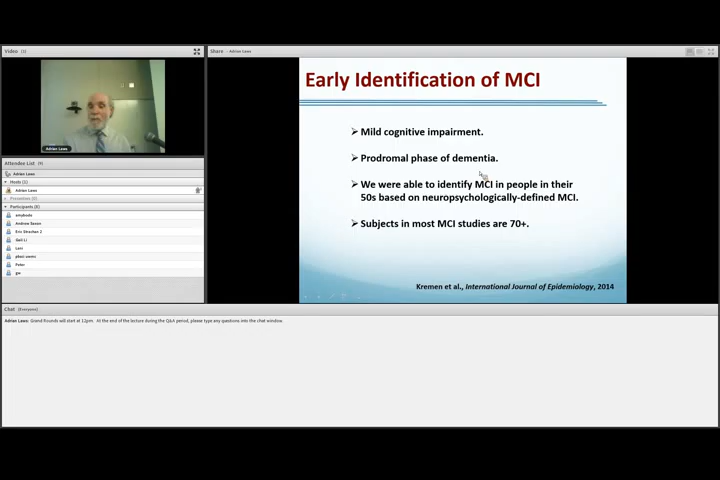 Video (1)
Adrian Laws
Attendee List (9)
Adrian Laws
Hosts (1)
Adrian Laws
Presenters (0)
Participants (8)
amybode
Andrew Saxon
Eric Strachan 2
Gail Li
Lani
Peter
gw
Share - Adrian Laws
Early Identification of MCI
➢ Mild cognitive impairment.
➢ Prodromal phase of dementia.
➢ We were able to identify MCI in people in their
50s based on neuropsychologically-defined MCI.
➢ Subjects in most MCI studies are 70+.
Kremen et al., International Journal of Epidemiology, 2014
Chat (Everyone)
Adrian Laws: Grand Rounds will start at 12pm. At the end of the lecture during the Q&A period, please type any questions into the chat window.